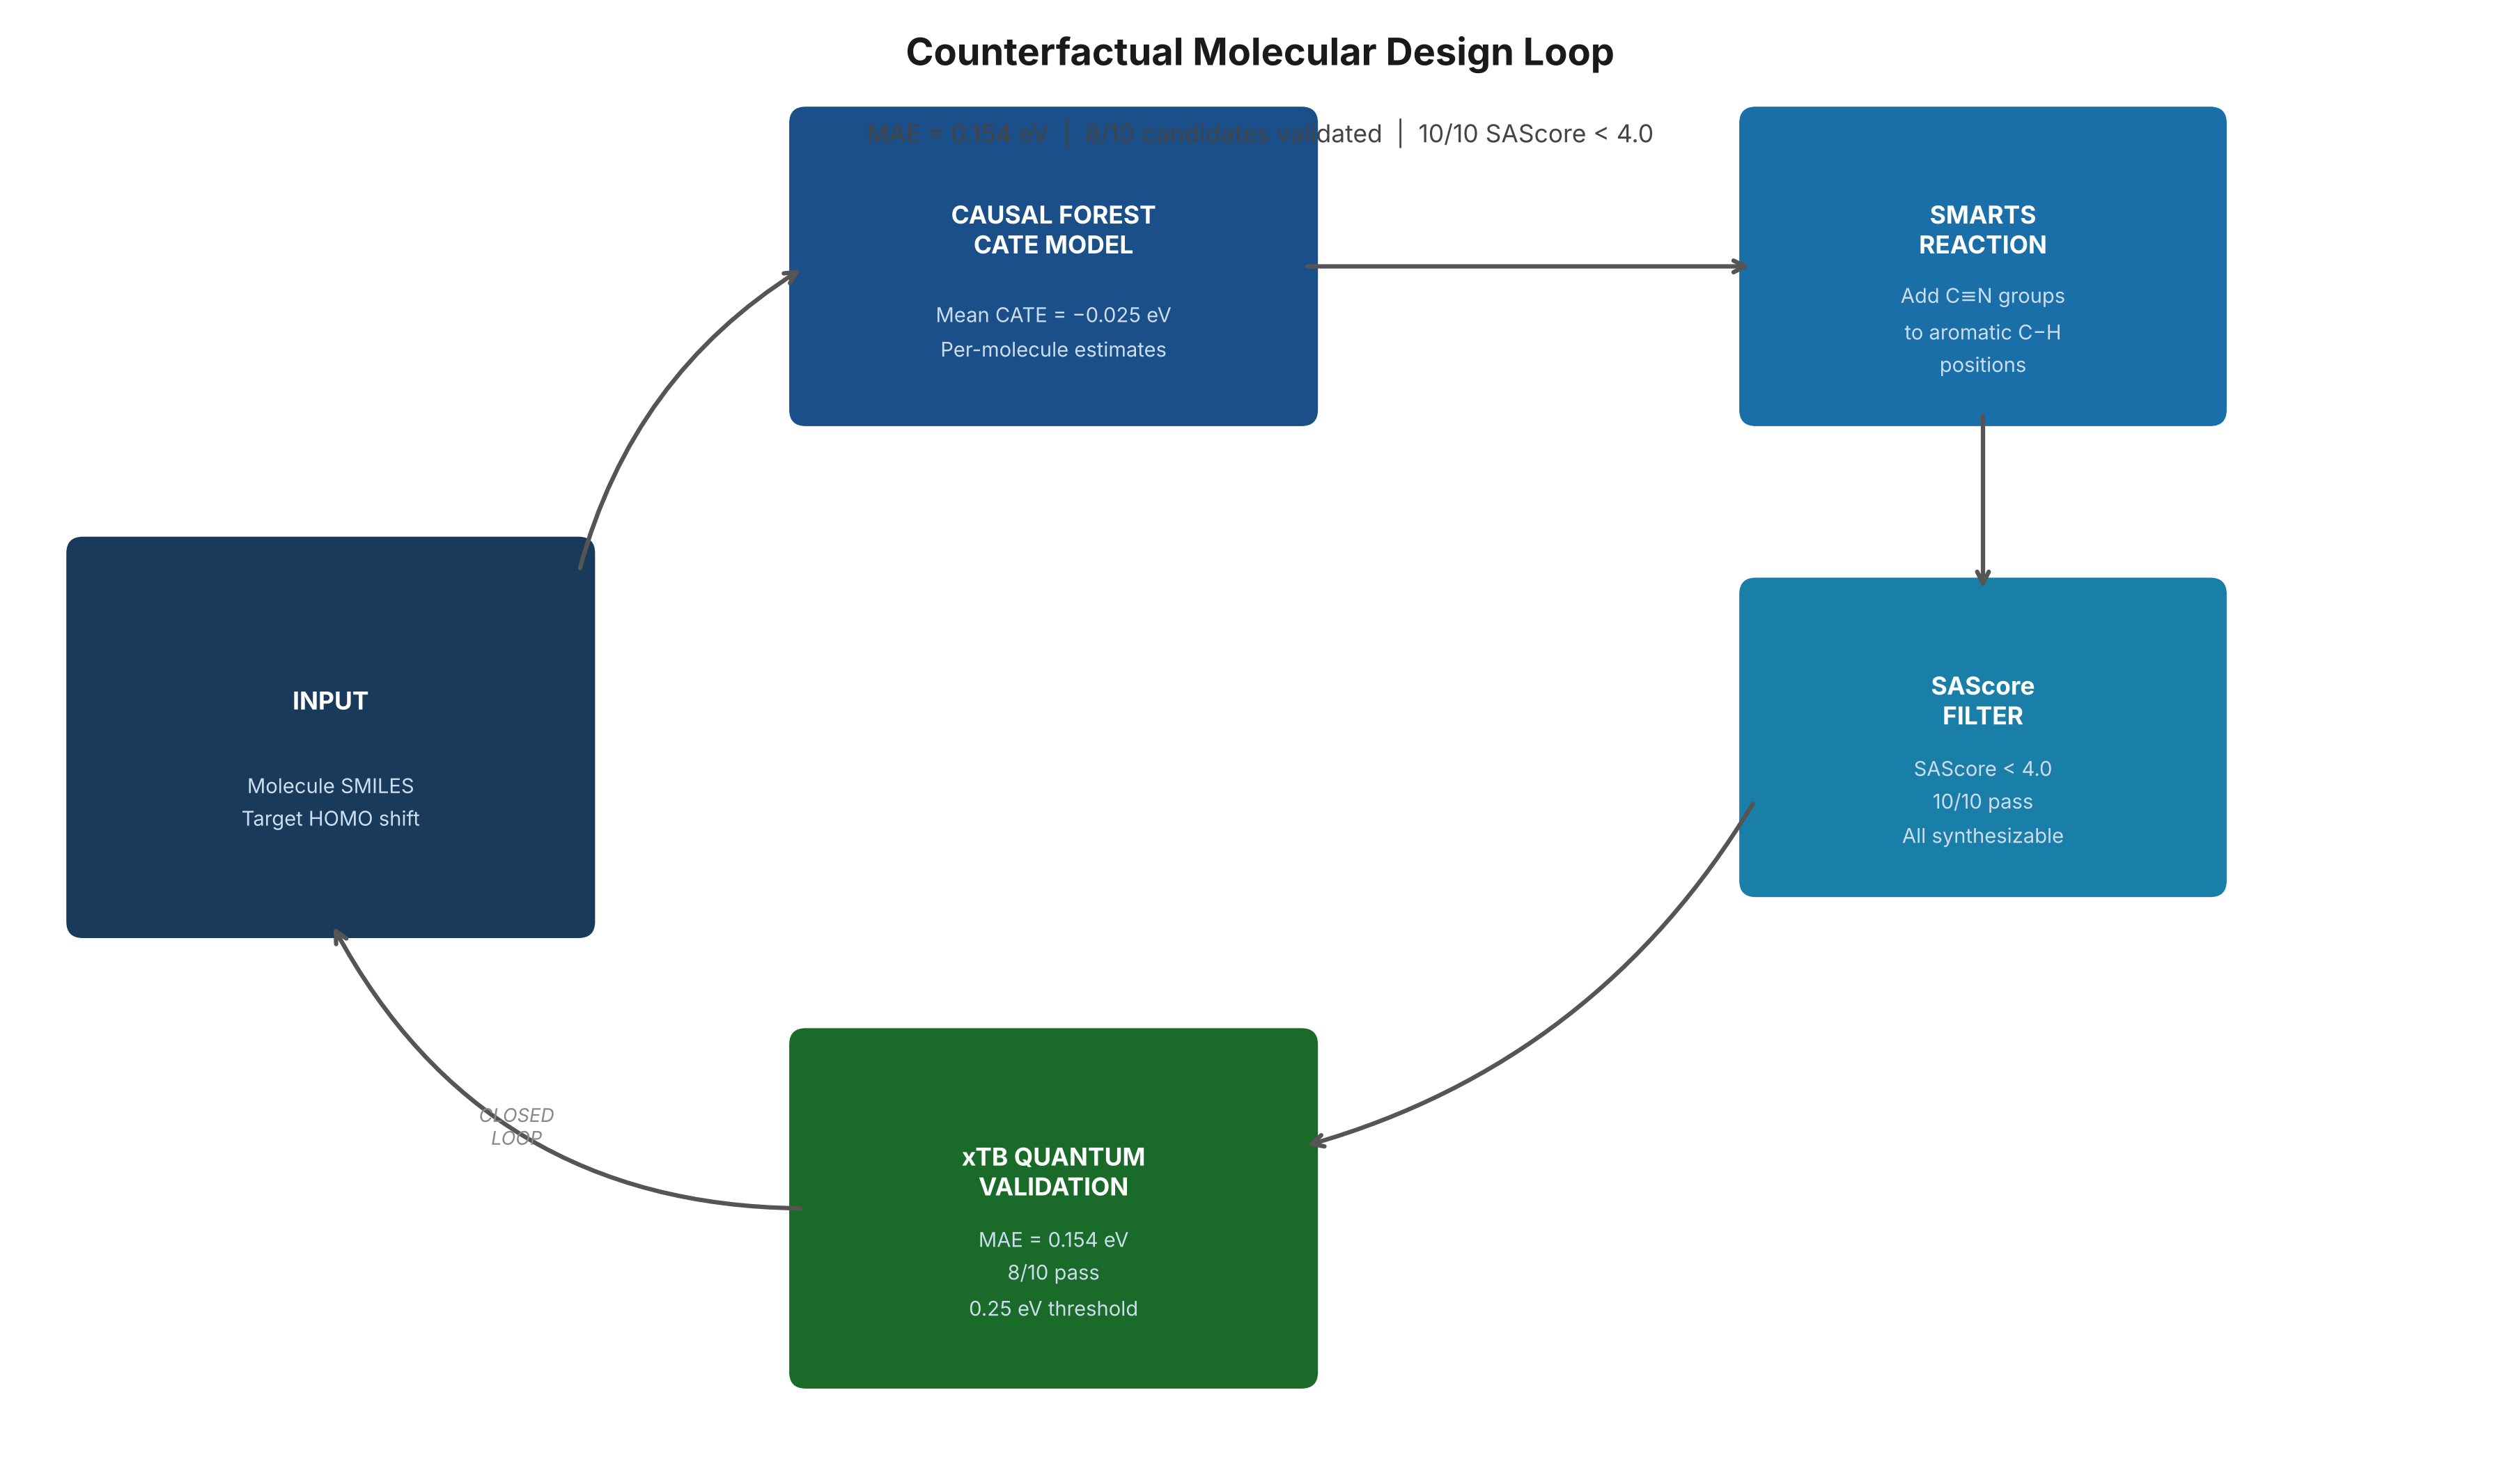 Counterfactual Molecular Design Loop
MAE = 0.154 eV | 8/10 candidates validated | 10/10 SAScore < 4.0
CAUSAL FOREST
CATE MODEL
Mean CATE = −0.025 eV
Per-molecule estimates
SMARTS
REACTION
Add C≡N groups
to aromatic C−H
positions
INPUT
Molecule SMILES
Target HOMO shift
SAScore
FILTER
SAScore < 4.0
10/10 pass
All synthesizable
CLOSED
LOOP
xTB QUANTUM
VALIDATION
MAE = 0.154 eV
8/10 pass
0.25 eV threshold